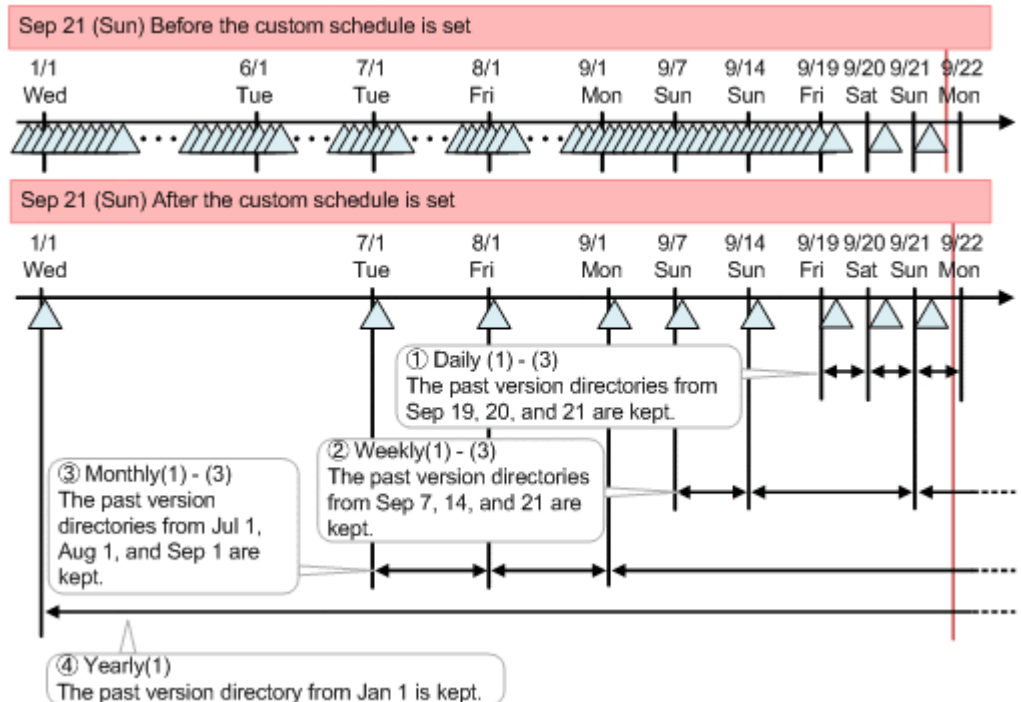 Sep 21 (Sun) Before the custom schedule is set
1/1 6/1 7/1 8/1 9/1 9/7 9/14 9/19 9/20 9/21 9/22
Wed Tue Tue Fri Mon Sun Sun Fri Sat Sun Mon
Sep 21 (Sun) After the custom schedule is set
1/1 7/1 8/1 9/1 9/7 9/14 9/19 9/20 9/21 9/22
Wed Tue Fri Mon Sun Sun Fri Sat Sun Mon
① Daily (1) - (3)
The past version directories from
Sep 19, 20, and 21 are kept.
② Weekly(1) - (3)
The past version directories
from Sep 7, 14, and 21 are
kept.
③ Monthly(1) - (3)
The past version
directories from Jul 1,
Aug 1, and Sep 1 are
kept.
④ Yearly(1)
The past version directory from Jan 1 is kept.